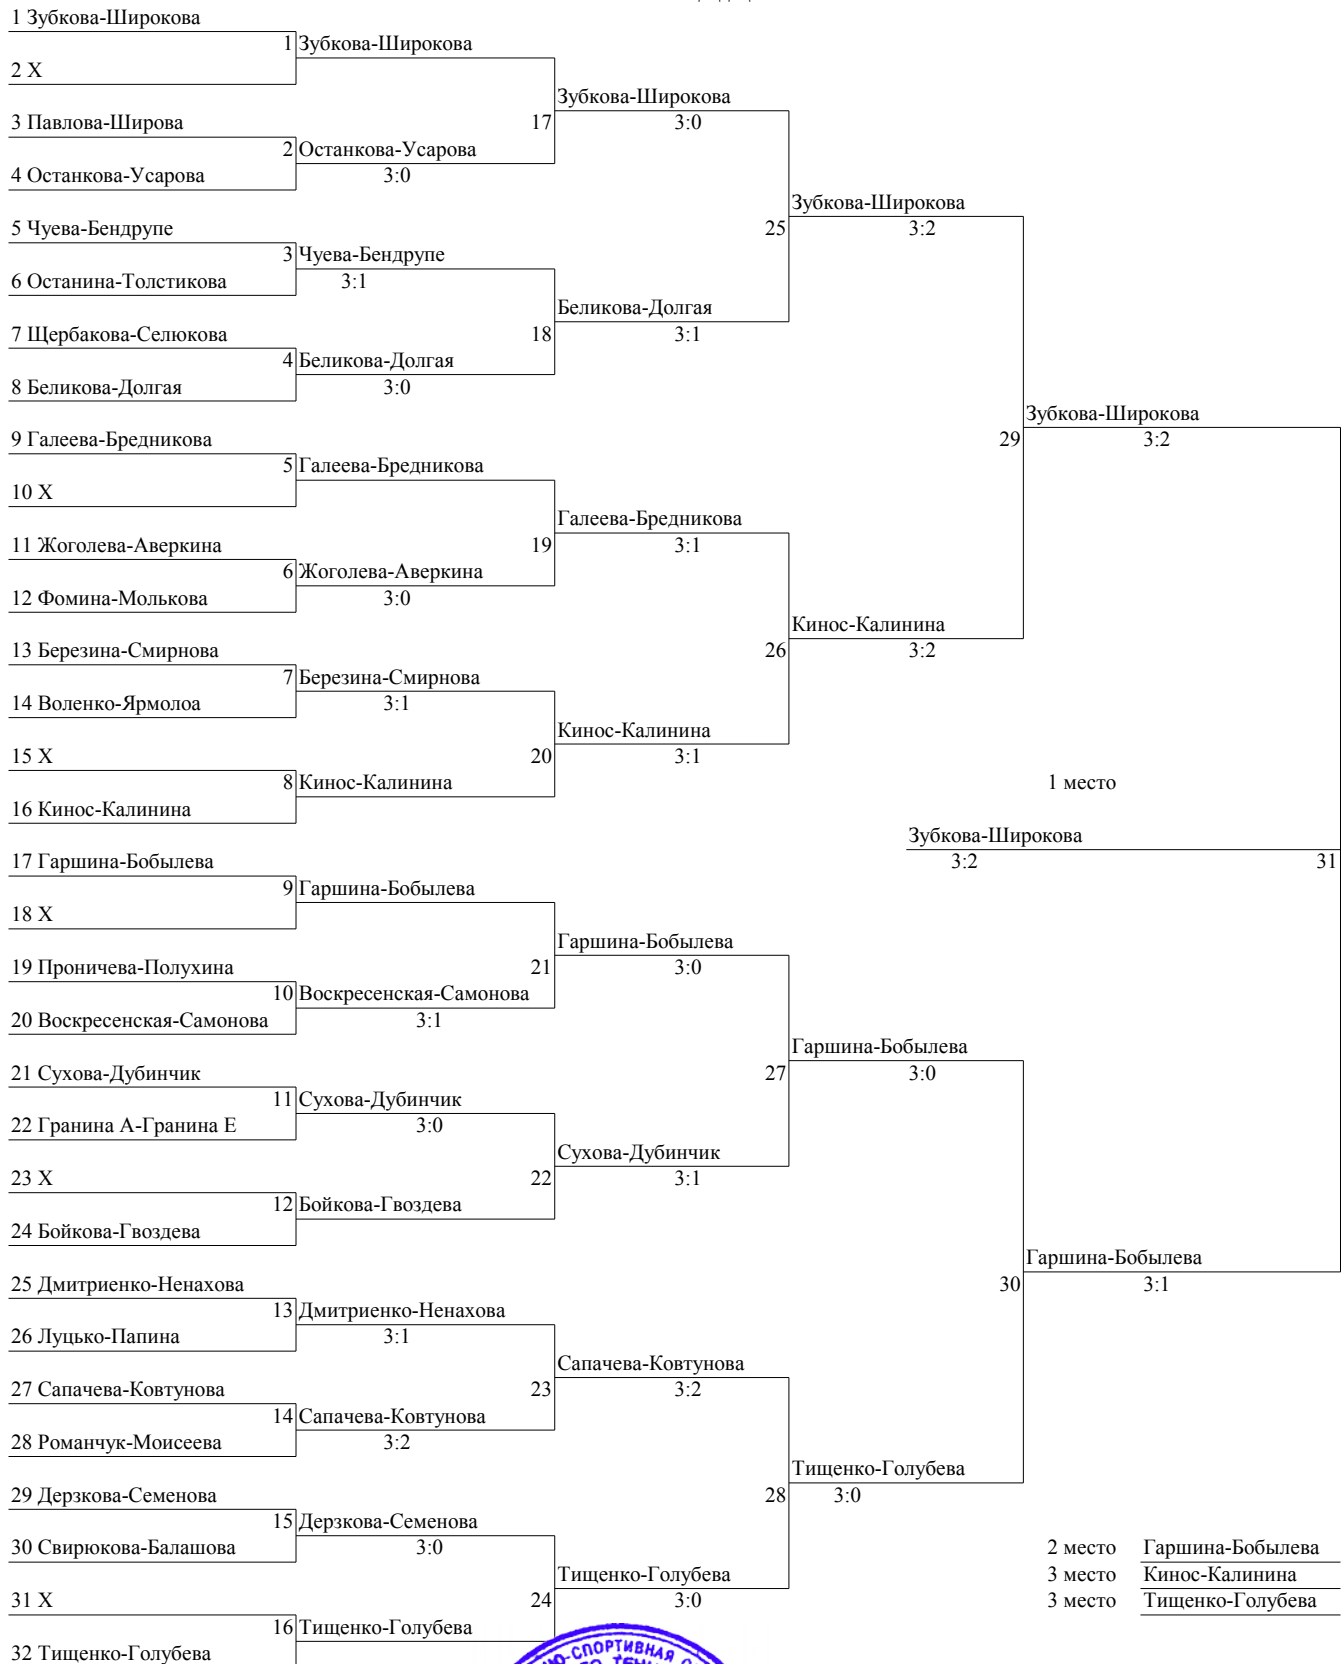 1 Зубкова-Широкова
1 Зубкова-Широкова
2 Х
Зубкова-Широкова
3 Павлова-Широва
17
3:0
2 Останкова-Усарова
4 Останкова-Усарова
3:0
Зубкова-Широкова
5 Чуева-Бендрупе
25
3:2
3 Чуева-Бендрупе
6 Останина-Толстикова
3:1
Беликова-Долгая
7 Щербакова-Селюкова
18
3:1
4 Беликова-Долгая
8 Беликова-Долгая
3:0
Зубкова-Широкова
9 Галеева-Бредникова
29
3:2
5 Галеева-Бредникова
10 Х
Галеева-Бредникова
11 Жоголева-Аверкина
19
3:1
6 Жоголева-Аверкина
12 Фомина-Молькова
3:0
Кинос-Калинина
13 Березина-Смирнова
26
3:2
7 Березина-Смирнова
14 Воленко-Ярмолоа
3:1
Кинос-Калинина
15 Х
20
3:1
8 Кинос-Калинина
1 место
16 Кинос-Калинина
Зубкова-Широкова
17 Гаршина-Бобылева
3:2
31
9 Гаршина-Бобылева
18 Х
Гаршина-Бобылева
19 Проничева-Полухина
21
3:0
10 Воскресенская-Самонова
20 Воскресенская-Самонова
3:1
Гаршина-Бобылева
21 Сухова-Дубинчик
27
3:0
11 Сухова-Дубинчик
22 Гранина А-Гранина Е
3:0
Сухова-Дубинчик
23 Х
22
3:1
12 Бойкова-Гвоздева
24 Бойкова-Гвоздева
Гаршина-Бобылева
25 Дмитриенко-Ненахова
30
3:1
13 Дмитриенко-Ненахова
26 Луцько-Папина
3:1
Сапачева-Ковтунова
27 Сапачева-Ковтунова
23
3:2
14 Сапачева-Ковтунова
28 Романчук-Моисеева
3:2
Тищенко-Голубева
29 Дерзкова-Семенова
28
3:0
15 Дерзкова-Семенова
30 Свирюкова-Балашова
3:0
2 место Гаршина-Бобылева
Тищенко-Голубева
3 место Кинос-Калинина
31 Х
24
3:0
3 место Тищенко-Голубева
16 Тищенко-Голубева
32 Тищенко-Голубева